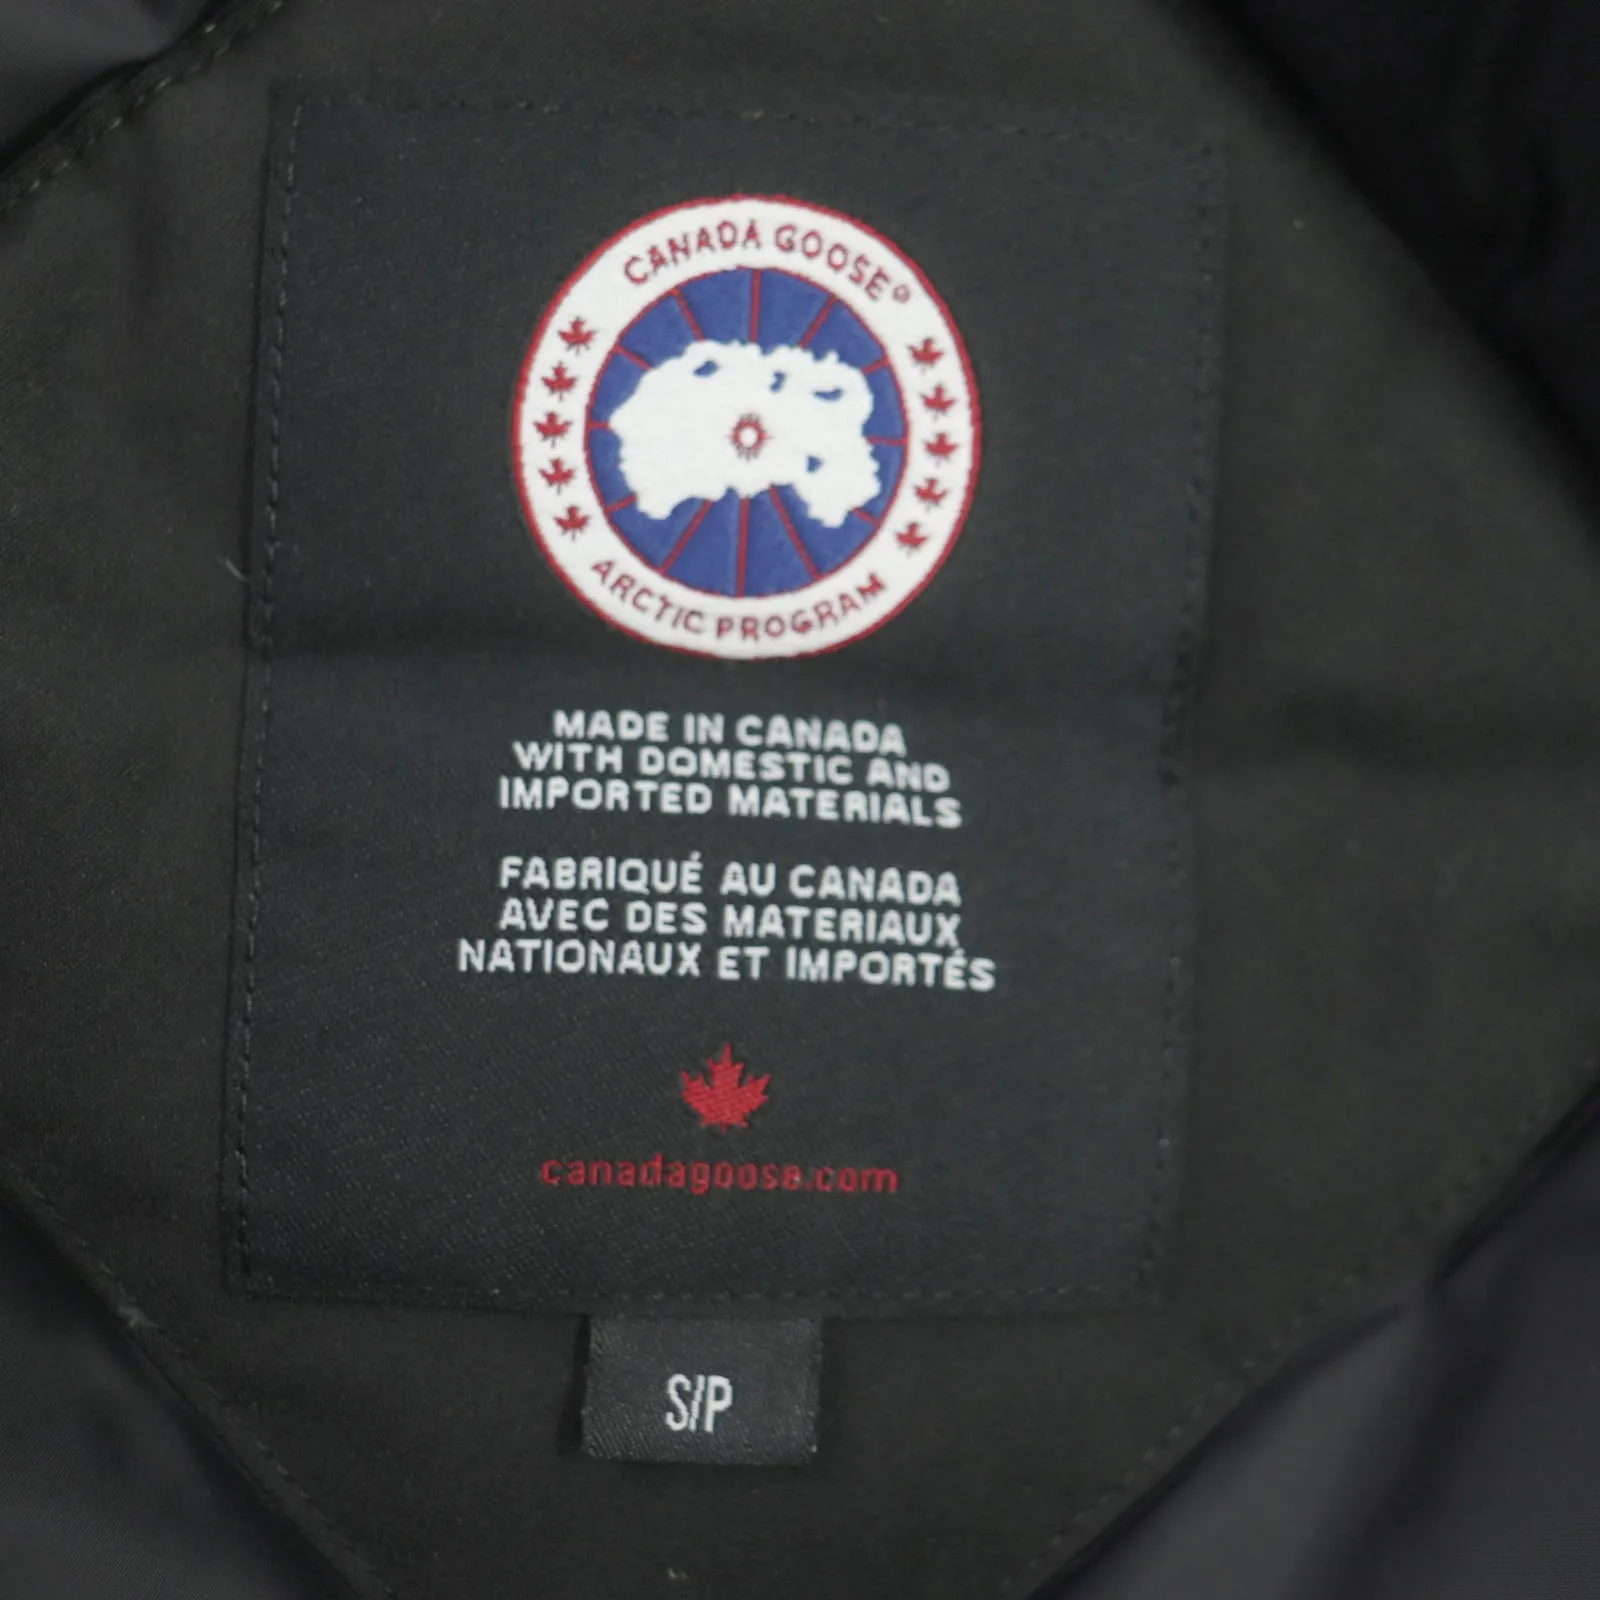 CANADA GOOSE®
ARCTIC PROGRAM
MADE IN CANADA
WITH DOMESTIC AND
IMPORTED MATERIALS
FABRIQUÉ AU CANADA
AVEC DES MATERIAUX
NATIONAUX ET IMPORTÉS
canadagoose.com
S/P